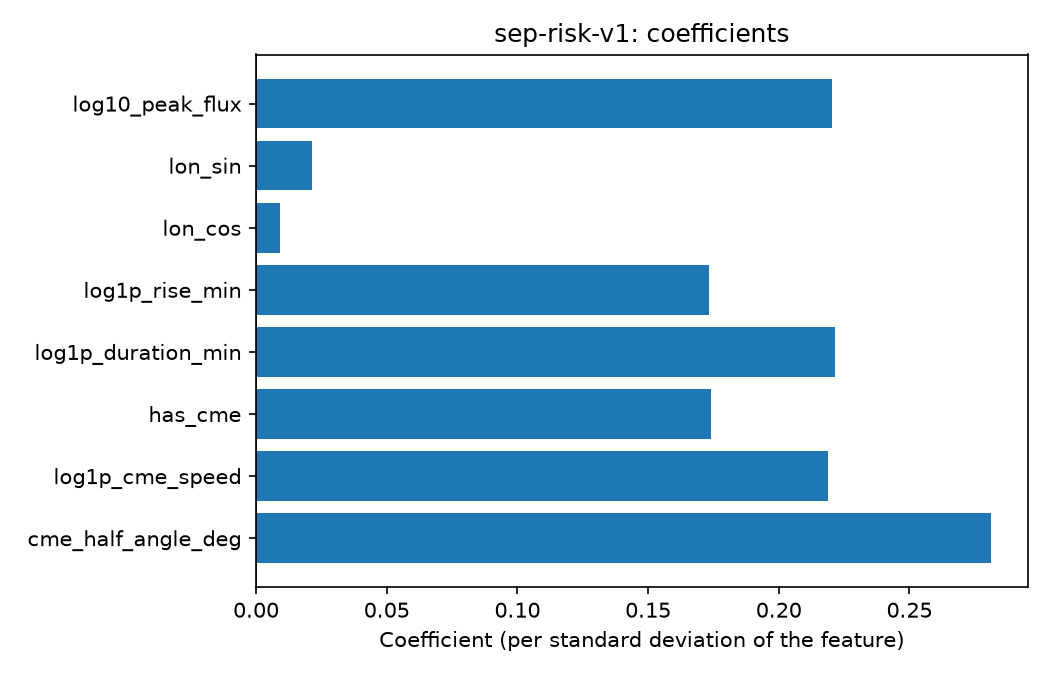 sep-risk-v1: coefficients
log10_peak_flux
lon_sin
lon_cos
log1p_rise_min
log1p_duration_min
has_cme
log1p_cme_speed
cme_half_angle_deg
0.00 0.05 0.10 0.15 0.20 0.25
Coefficient (per standard deviation of the feature)